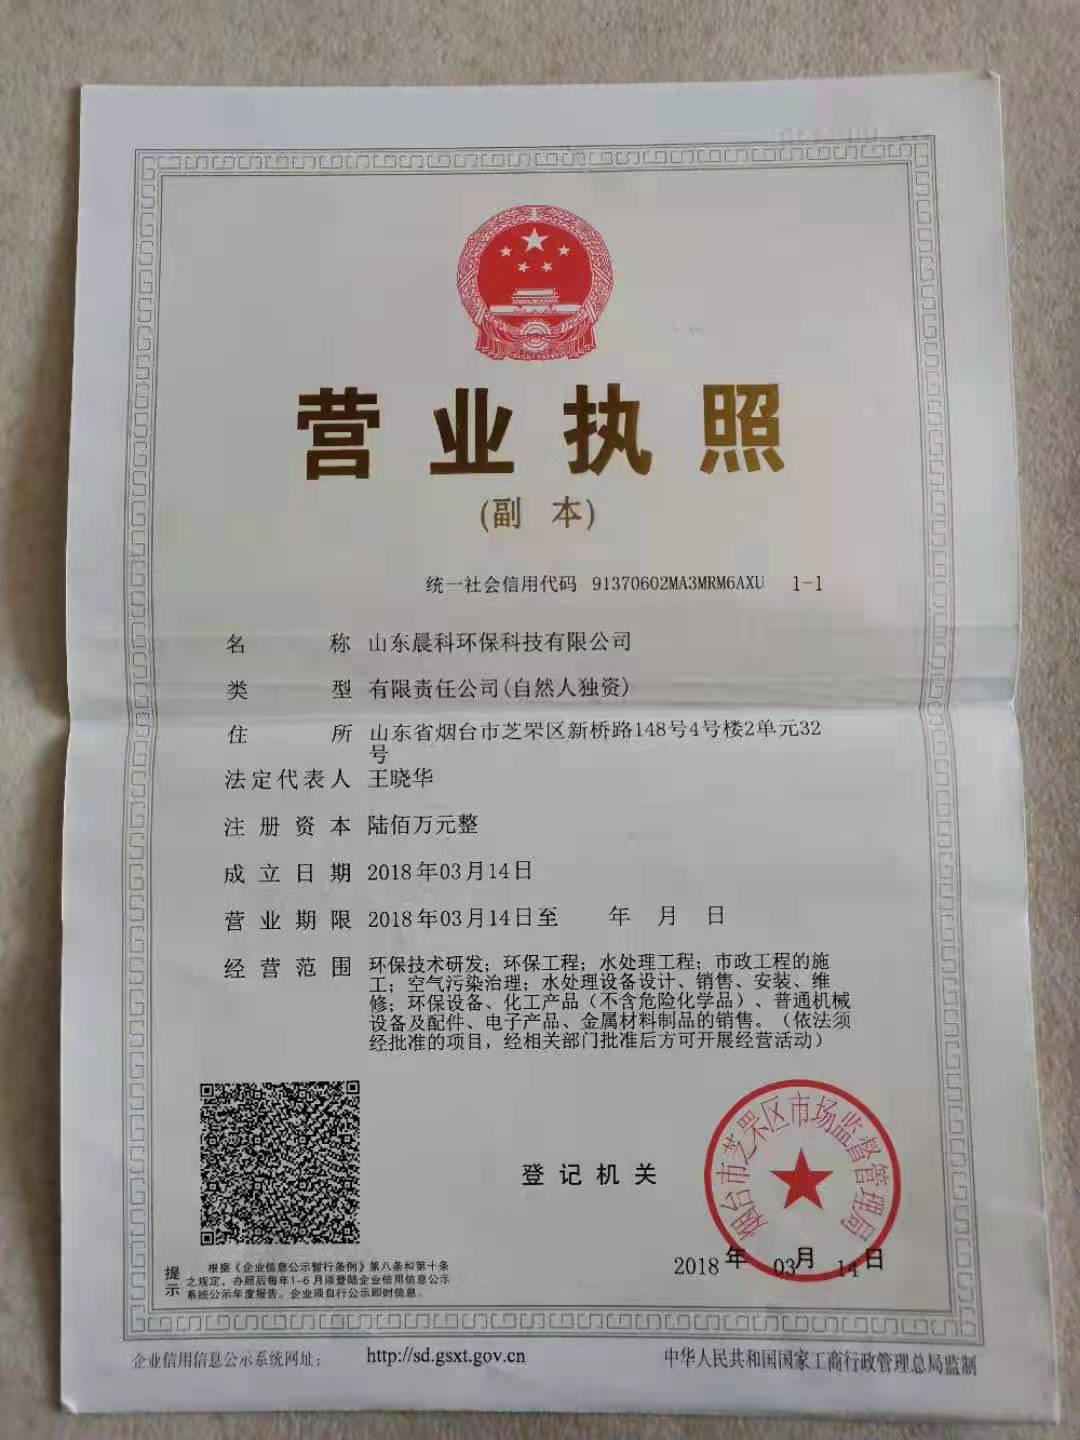 营业执照
(副 本)
统一社会信用代码 91370602MA3MRM6AXU 1-1
名称 山东晨科环保科技有限公司
类型 有限责任公司(自然人独资)
住所 山东省烟台市芝罘区新桥路148号4号楼2单元32
号
法定代表人 王晓华
注册资本 陆佰万元整
成立日期 2018年03月14日
营业期限 2018年03月14日至 年 月 日
经营范围 环保技术研发；环保工程；水处理工程；市政工程的施
工；空气污染治理；水处理设备设计、销售、安装、维
修；环保设备、化工产品（不含危险化学品）、普通机械
设备及配件、电子产品、金属材料制品的销售。（依法须
经批准的项目，经相关部门批准后方可开展经营活动）
烟台市芝罘区市场监督管理局
登记机关
2018年03月14日
提示 根据《企业信息公示暂行条例》第八条和第十条
之规定，办照后每年1-6月须登陆企业信用信息公示
系统公示年度报告。企业须自行公示即时信息。
企业信用信息公示系统网址： http://sd.gsxt.gov.cn 中华人民共和国国家工商行政管理总局监制